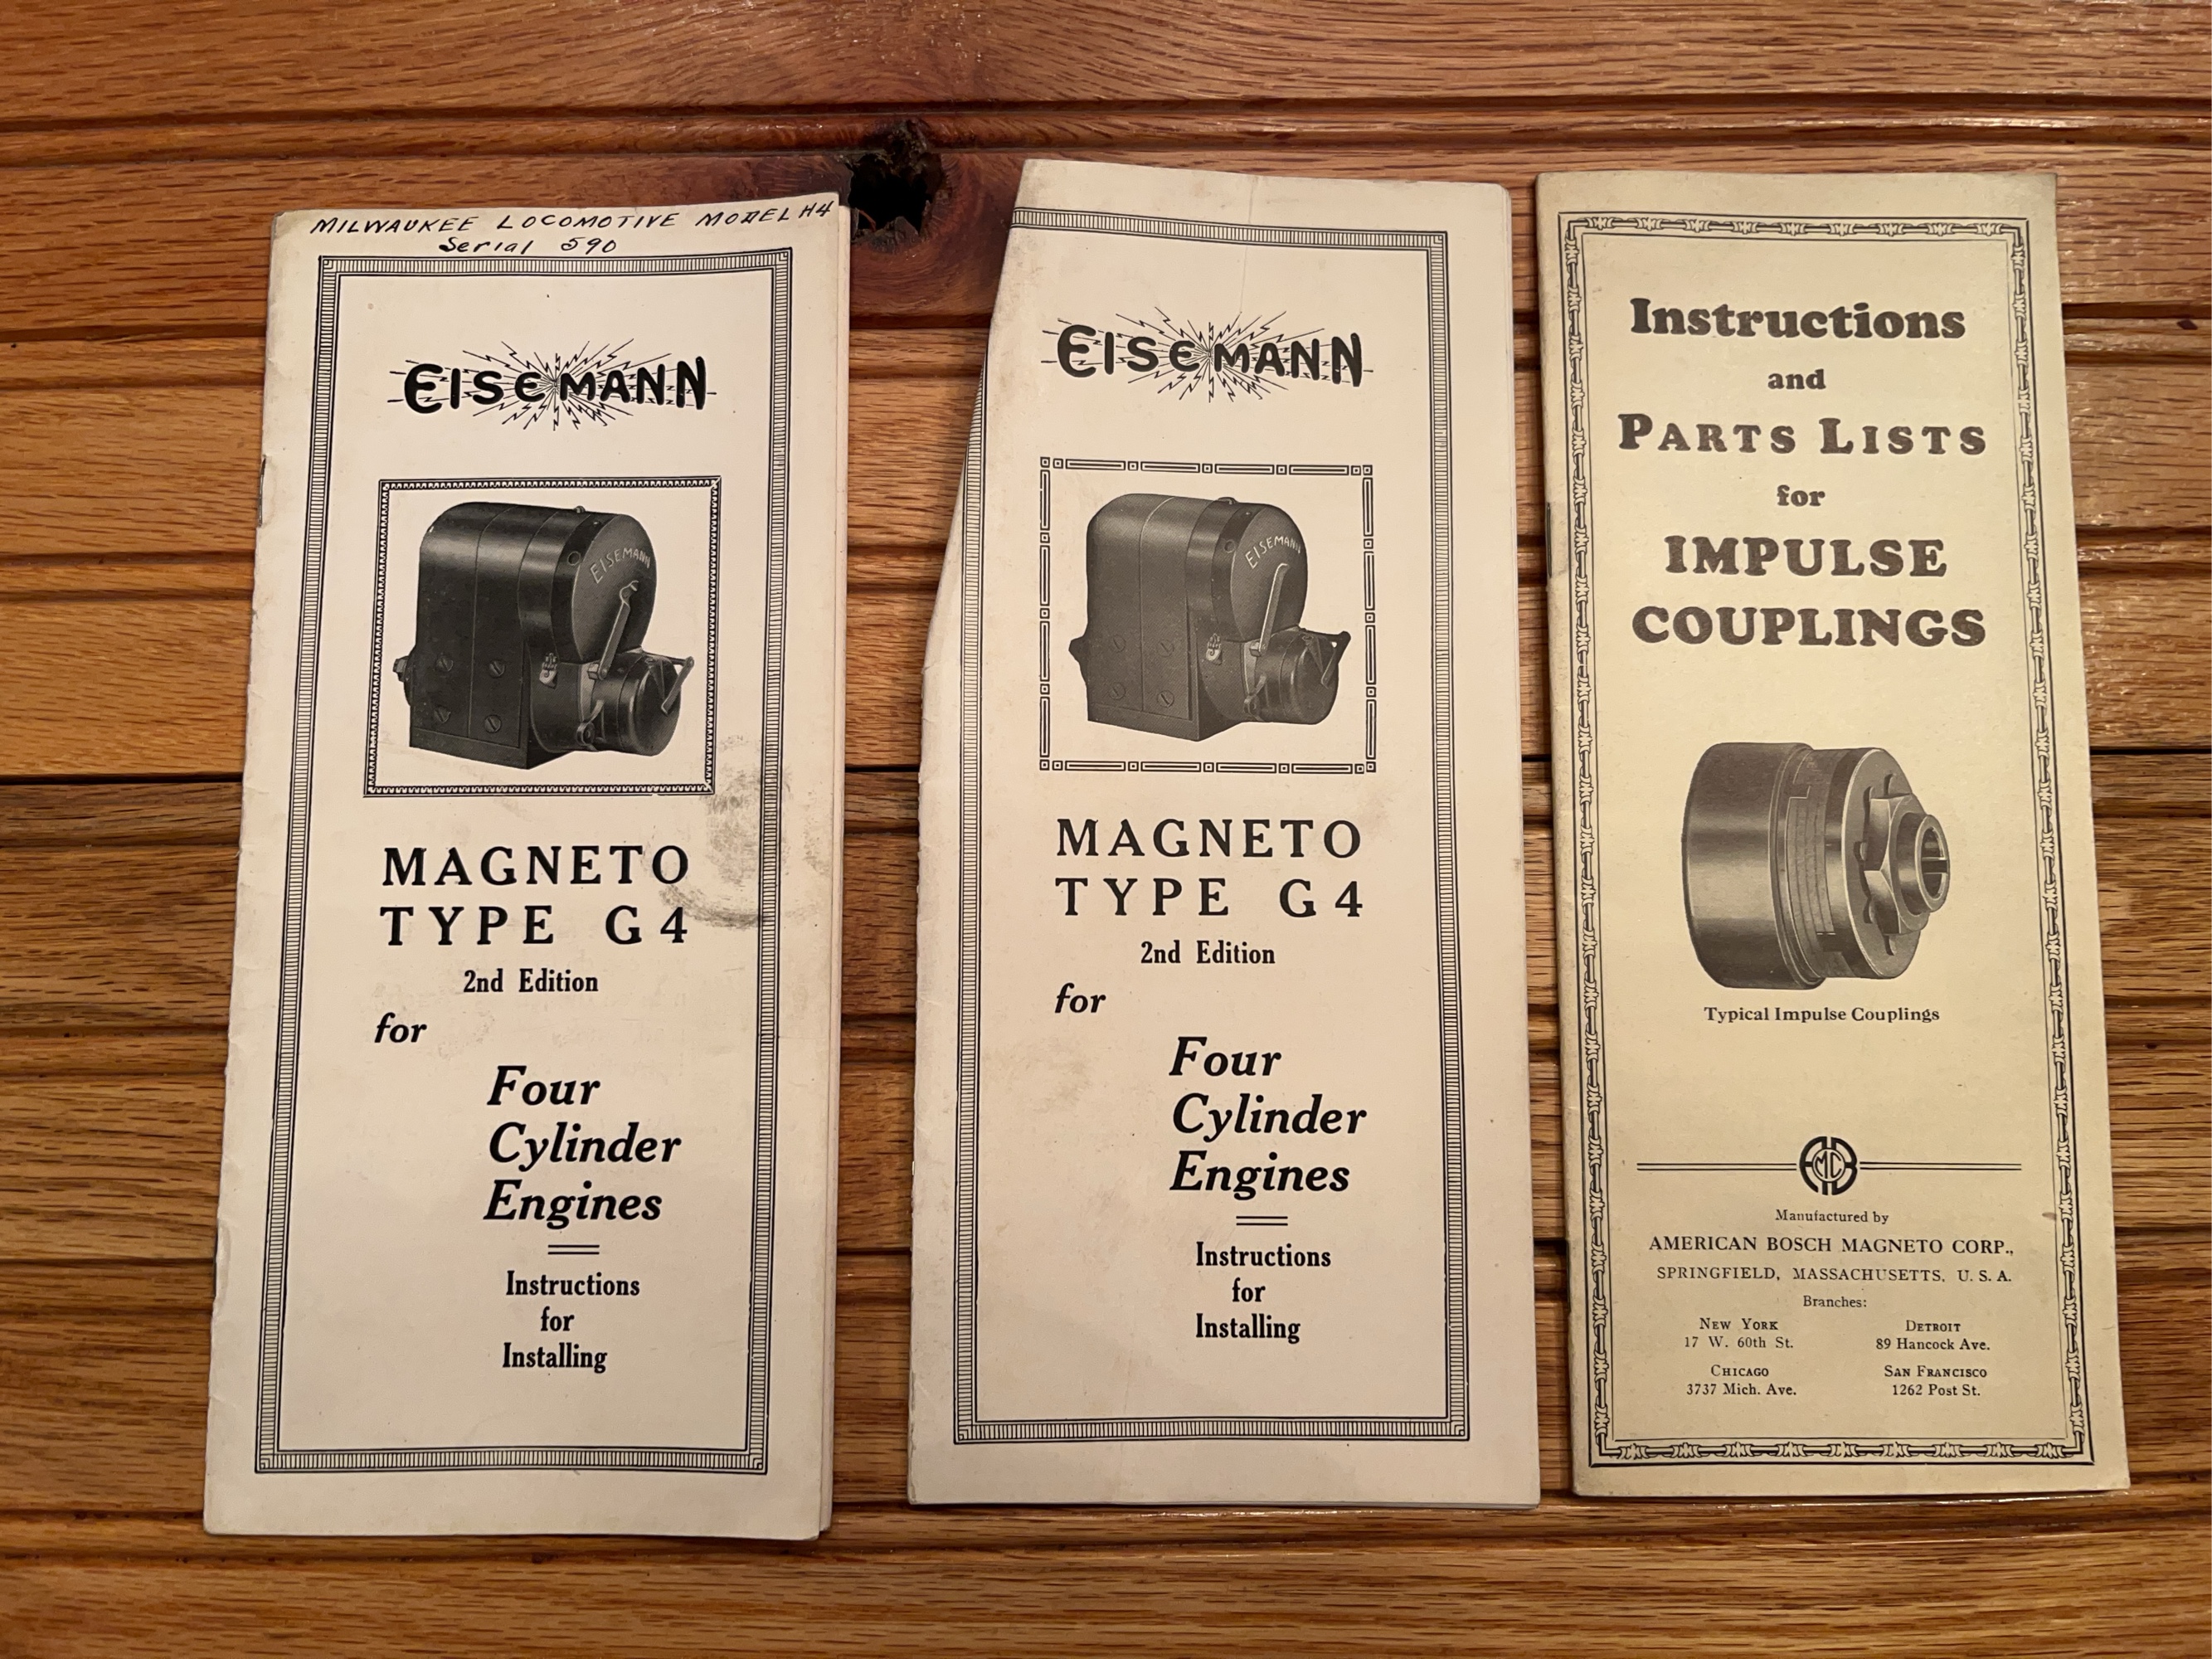 MILWAUKEE LOCOMOTIVE MODEL H4
Serial 590
EISEMANN
EISEMANN
MAGNETO
TYPE G4
2nd Edition
for
Four
Cylinder
Engines
Instructions
for
Installing
EISEMANN
EISEMANN
MAGNETO
TYPE G4
2nd Edition
for
Four
Cylinder
Engines
Instructions
for
Installing
Instructions
and
PARTS LISTS
for
IMPULSE
COUPLINGS
Typical Impulse Couplings
AMBC
Manufactured by
AMERICAN BOSCH MAGNETO CORP.,
SPRINGFIELD, MASSACHUSETTS, U. S. A.
Branches:
NEW YORK
17 W. 60th St.
DETROIT
89 Hancock Ave.
CHICAGO
3737 Mich. Ave.
SAN FRANCISCO
1262 Post St.